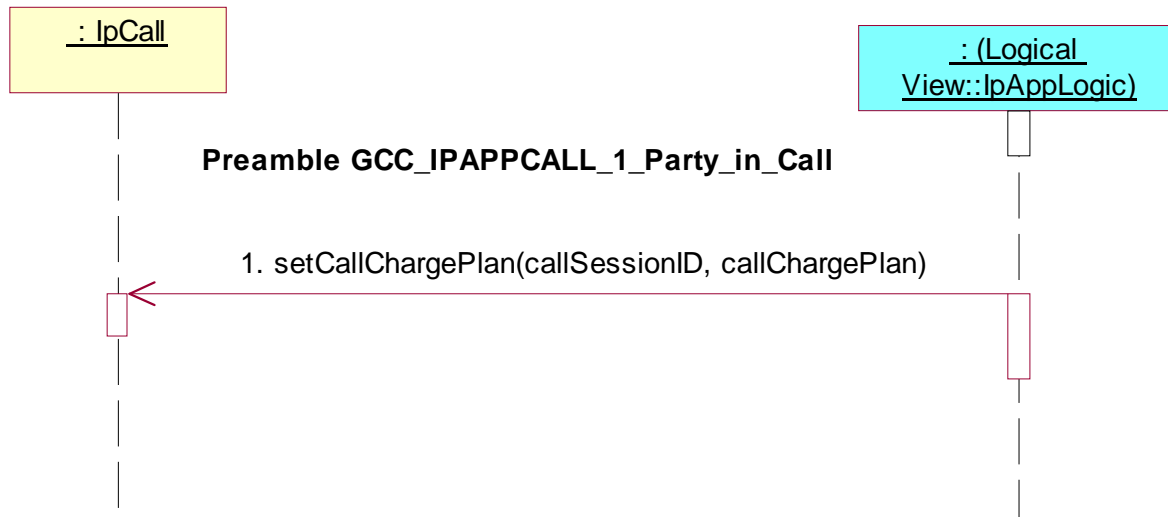 : IpCall
: (Logical
View::IpAppLogic)
Preamble GCC_IPAPPCALL_1_Party_in_Call
1. setCallChargePlan(callSessionID, callChargePlan)